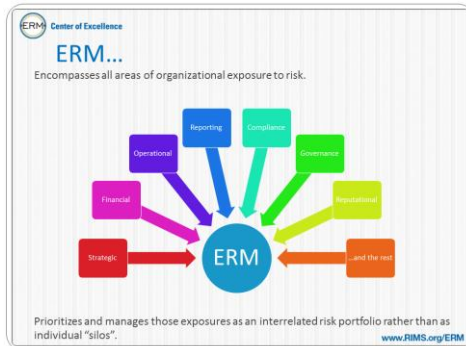 ERM Center of Excellence
ERM...
Encompasses all areas of organizational exposure to risk.
Reporting
Compliance
Operational
Governance
Financial
Reputational
Strategic
ERM
...and the rest
Prioritizes and manages those exposures as an interrelated risk portfolio rather than as
individual "silos".
www.RIMS.org/ERM